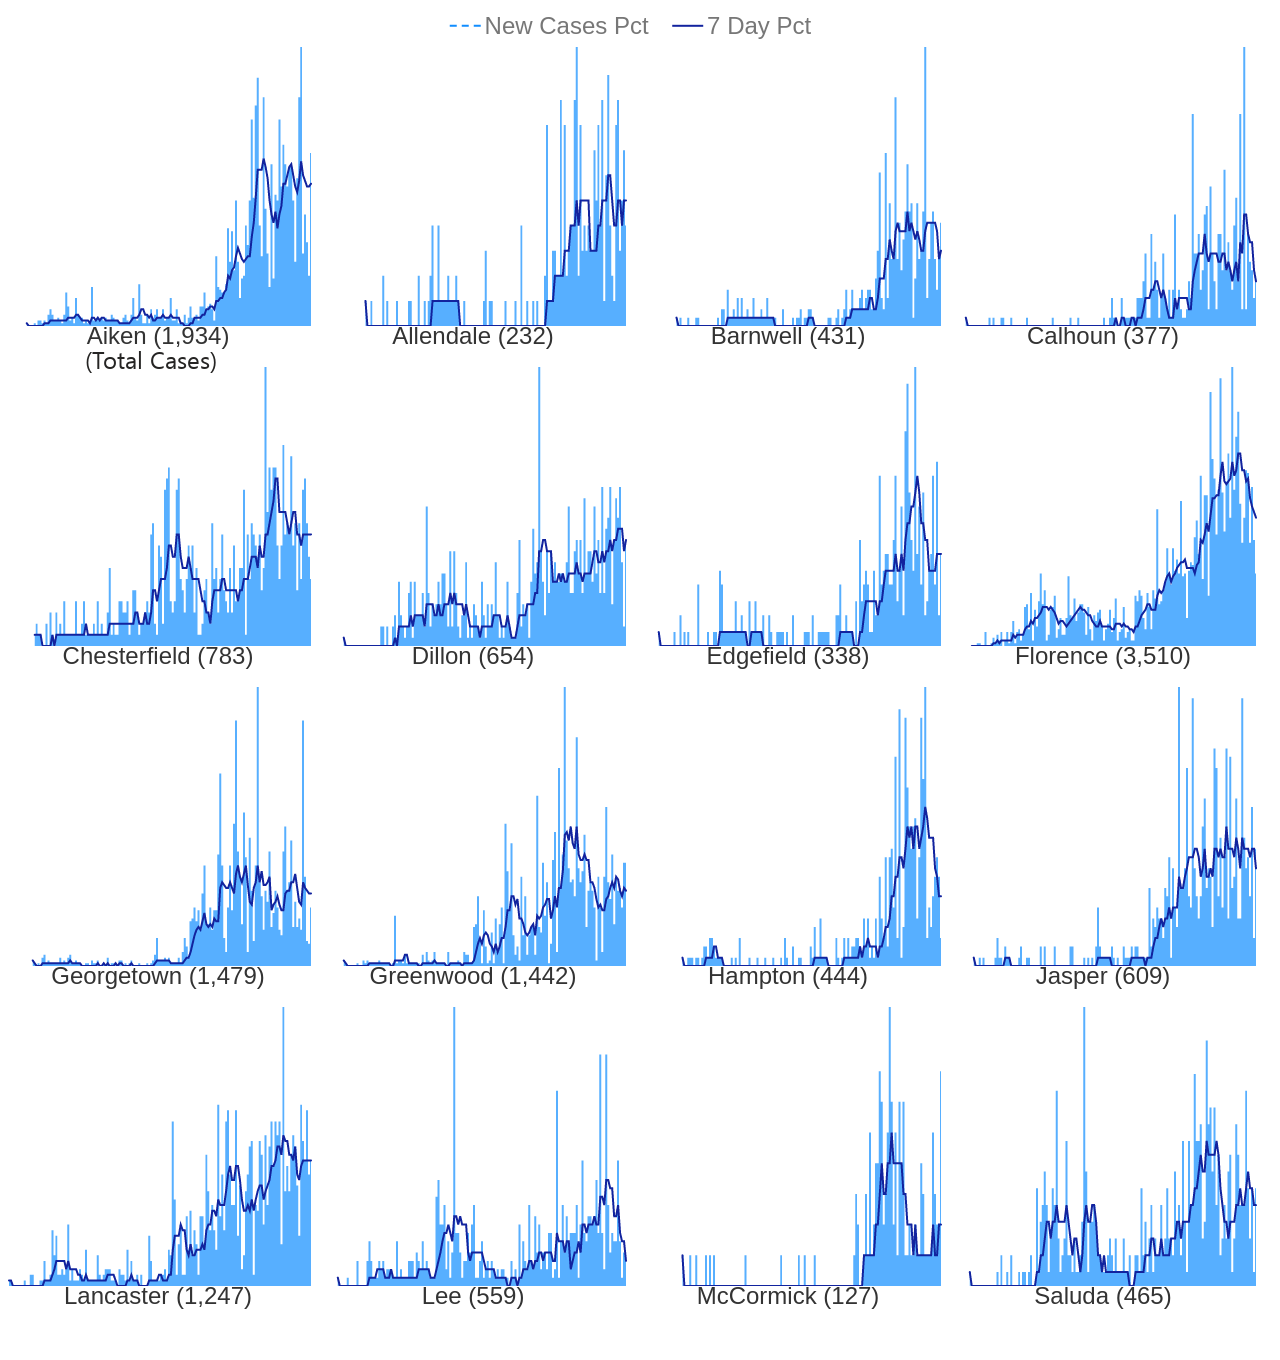 New Cases Pct 7 Day Pct
Aiken (1,934)
(Total Cases)
Allendale (232)
Barnwell (431)
Calhoun (377)
Chesterfield (783)
Dillon (654)
Edgefield (338)
Florence (3,510)
Georgetown (1,479)
Greenwood (1,442)
Hampton (444)
Jasper (609)
Lancaster (1,247)
Lee (559)
McCormick (127)
Saluda (465)